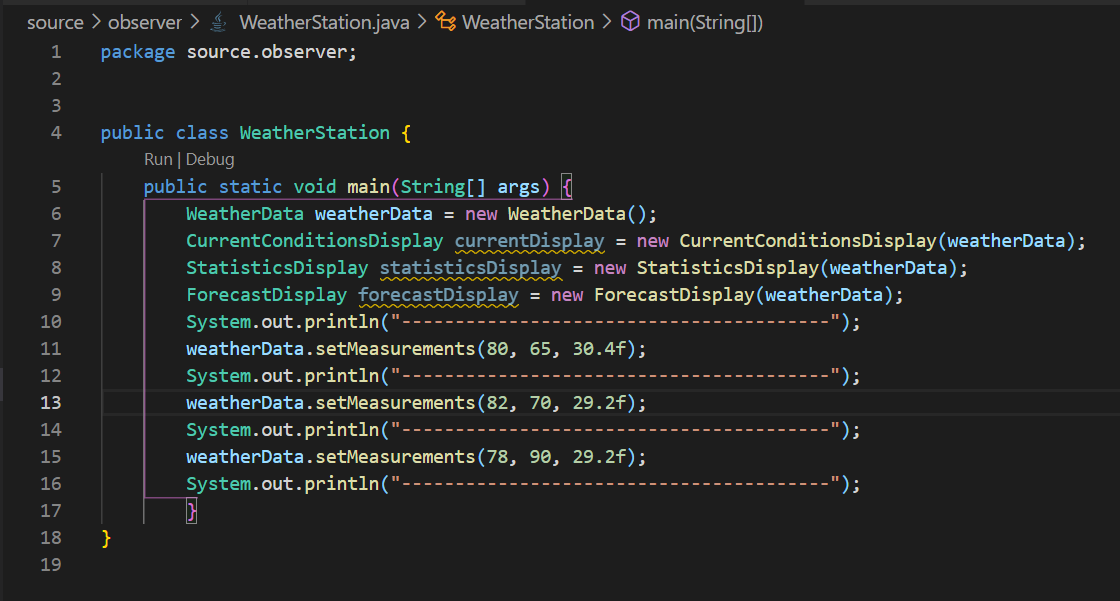 source > observer > WeatherStation.java > WeatherStation > main(String[])
1 package source.observer;
2
3
4 public class WeatherStation {
Run | Debug
5 public static void main(String[] args) {
6 WeatherData weatherData = new WeatherData();
7 CurrentConditionsDisplay currentDisplay = new CurrentConditionsDisplay(weatherData);
8 StatisticsDisplay statisticsDisplay = new StatisticsDisplay(weatherData);
9 ForecastDisplay forecastDisplay = new ForecastDisplay(weatherData);
10 System.out.println("----------------------------------------");
11 weatherData.setMeasurements(80, 65, 30.4f);
12 System.out.println("----------------------------------------");
13 weatherData.setMeasurements(82, 70, 29.2f);
14 System.out.println("----------------------------------------");
15 weatherData.setMeasurements(78, 90, 29.2f);
16 System.out.println("----------------------------------------");
17 }
18 }
19